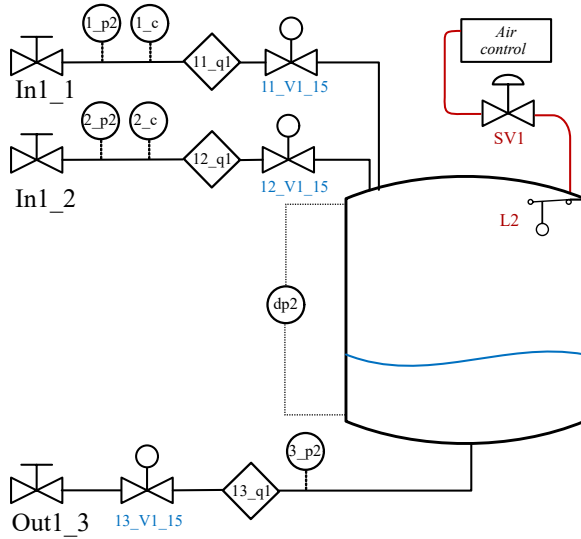 1_p2
1_c
Air
control
11_q1
In1_1
11_V1_15
SV1
2_p2
2_c
12_q1
In1_2
12_V1_15
L2
dp2
3_p2
13_q1
Out1_3
13_V1_15